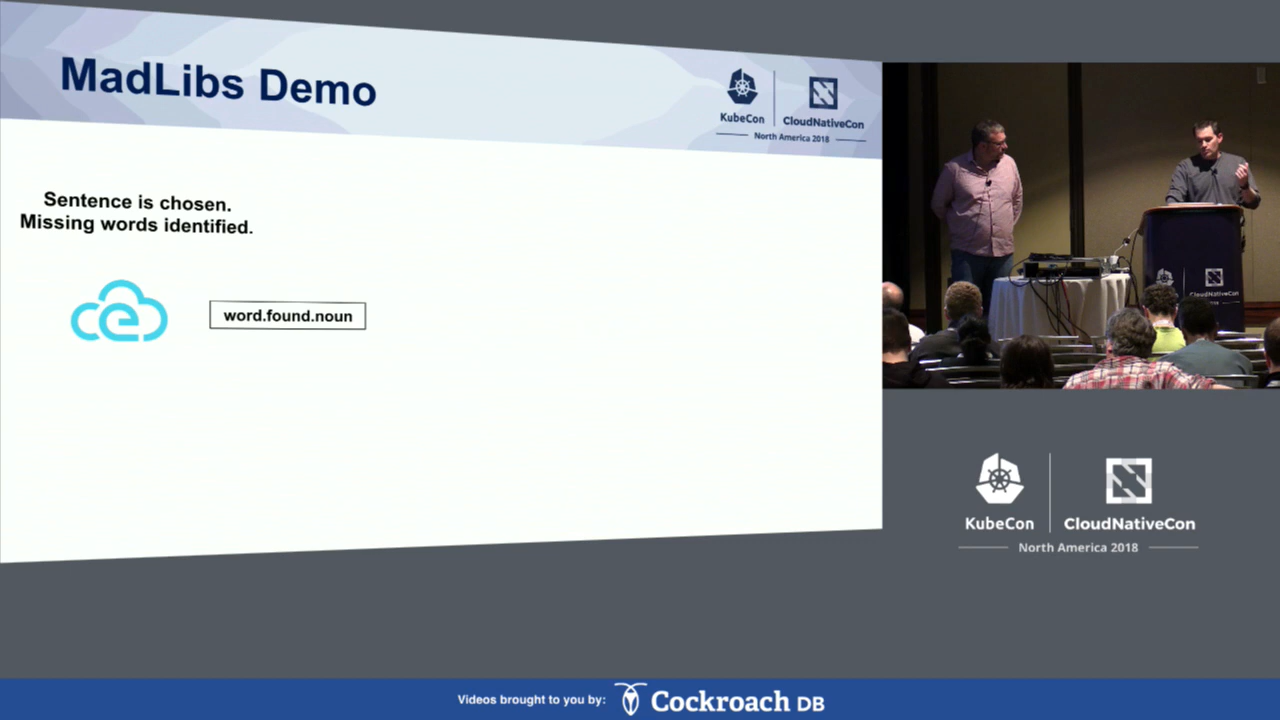 MadLibs Demo
KubeCon
CloudNativeCon
North America 2018
Sentence is chosen.
Missing words identified.
word.found.noun
CloudNativeCon
KubeCon
CloudNativeCon
North America 2018
Videos brought to you by:
Cockroach DB